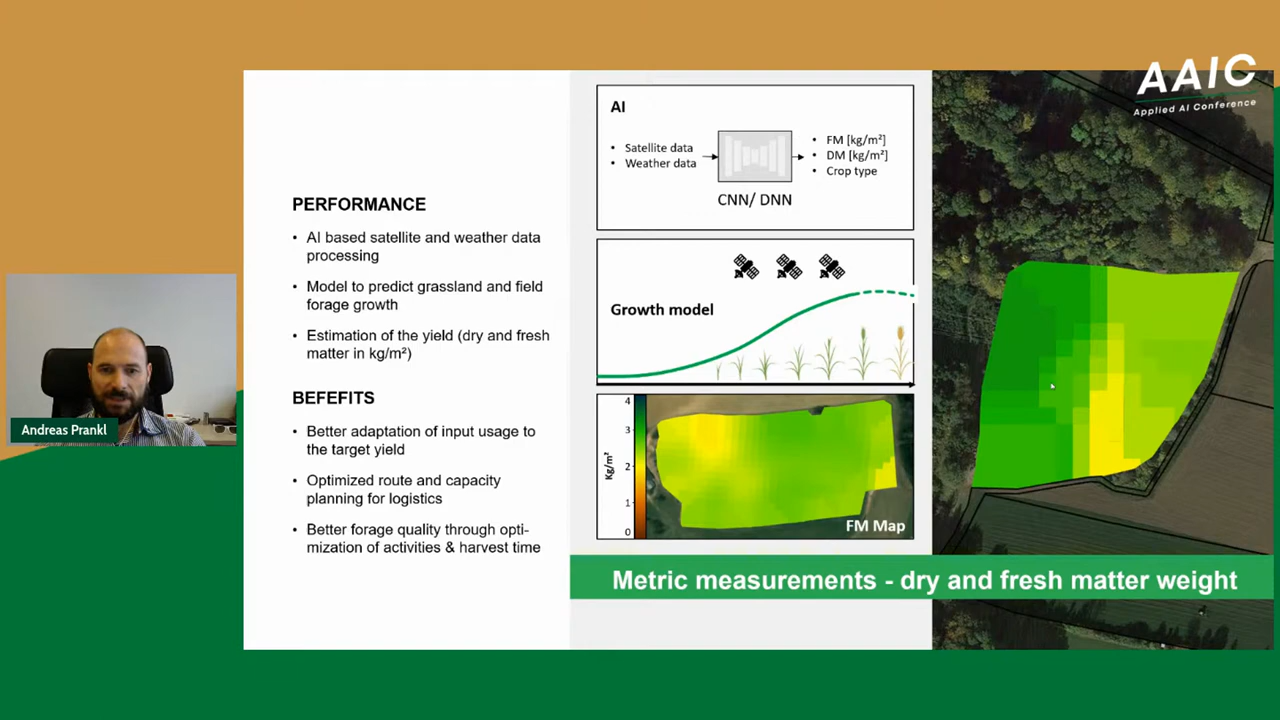 AAIC
Applied AI Conference
PERFORMANCE
• AI based satellite and weather data
processing
• Model to predict grassland and field
forage growth
• Estimation of the yield (dry and fresh
matter in kg/m²)
BEFEFITS
• Better adaptation of input usage to
the target yield
• Optimized route and capacity
planning for logistics
• Better forage quality through opti-
mization of activities & harvest time
AI
• Satellite data
• Weather data
CNN/ DNN
• FM [kg/m²]
• DM [kg/m²]
• Crop type
Growth model
Kg/m²
4
3
2
1
0
FM Map
Metric measurements - dry and fresh matter weight
Andreas Prankl